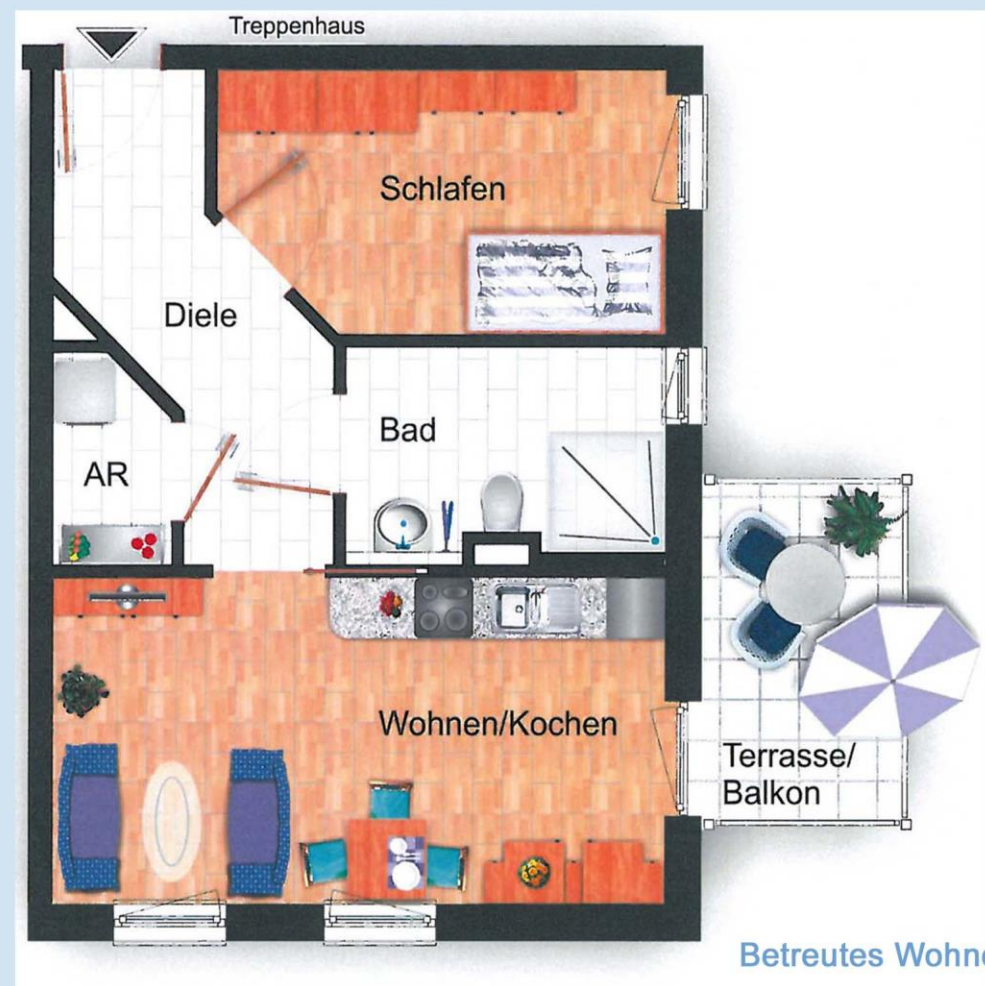 Treppenhaus
Schlafen
Diele
Bad
AR
Wohnen/Kochen
Terrasse/
Balkon
Betreutes Wohne